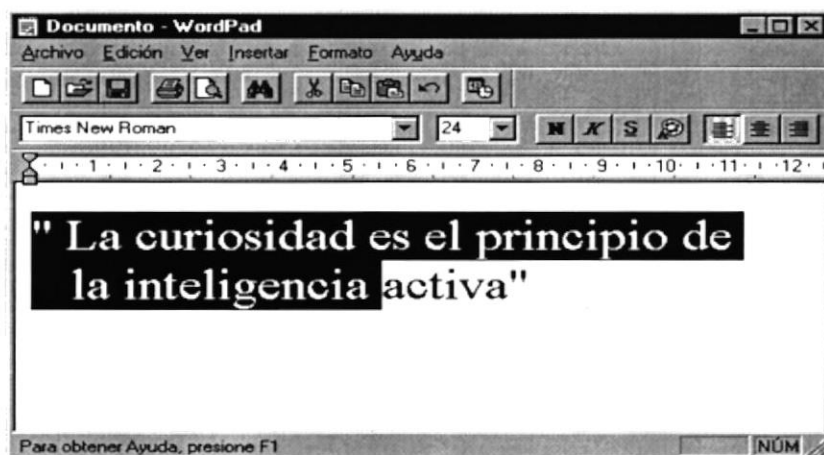 Documento - WordPad
Archivo Edición Ver Insertar Formato Ayuda
Times New Roman 24 N K S
1 2 3 4 5 6 7 8 9 10 11 12
" La curiosidad es el principio de
la inteligencia activa"
Para obtener Ayuda, presione F1 NÚM